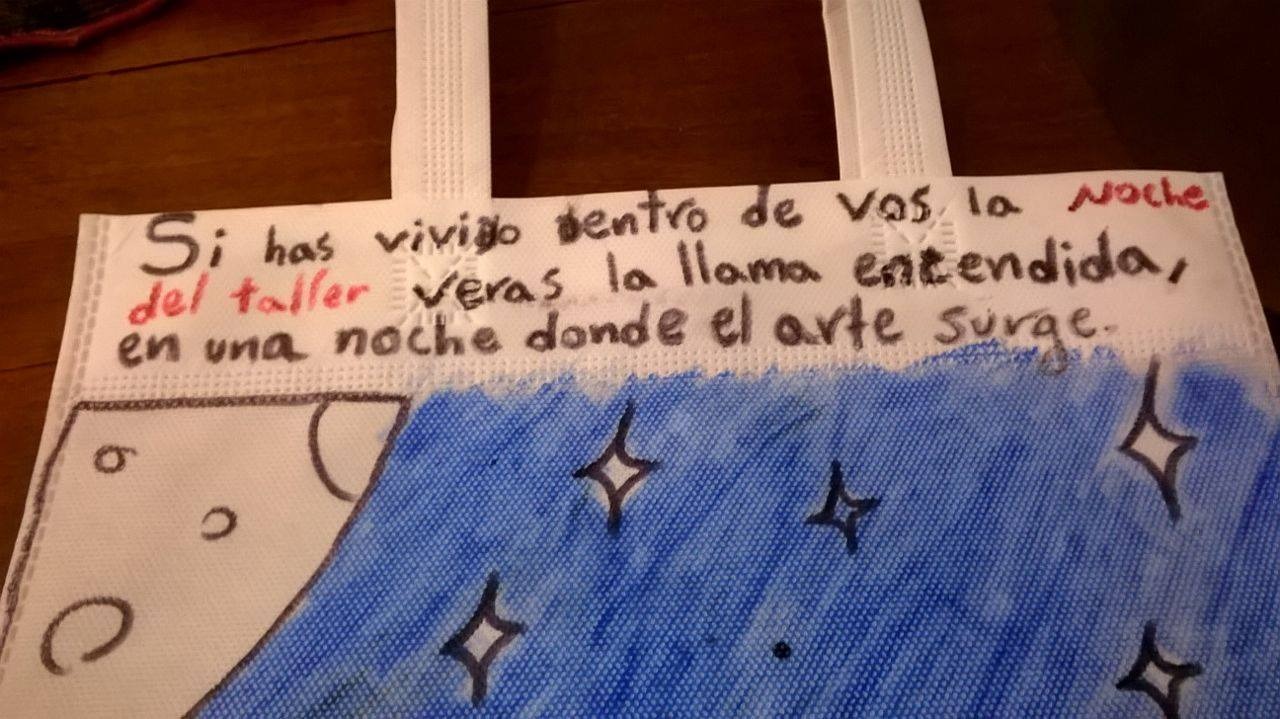 Si has vivido dentro de vos la Noche
del taller veras la llama entendida,
en una noche donde el arte surge.